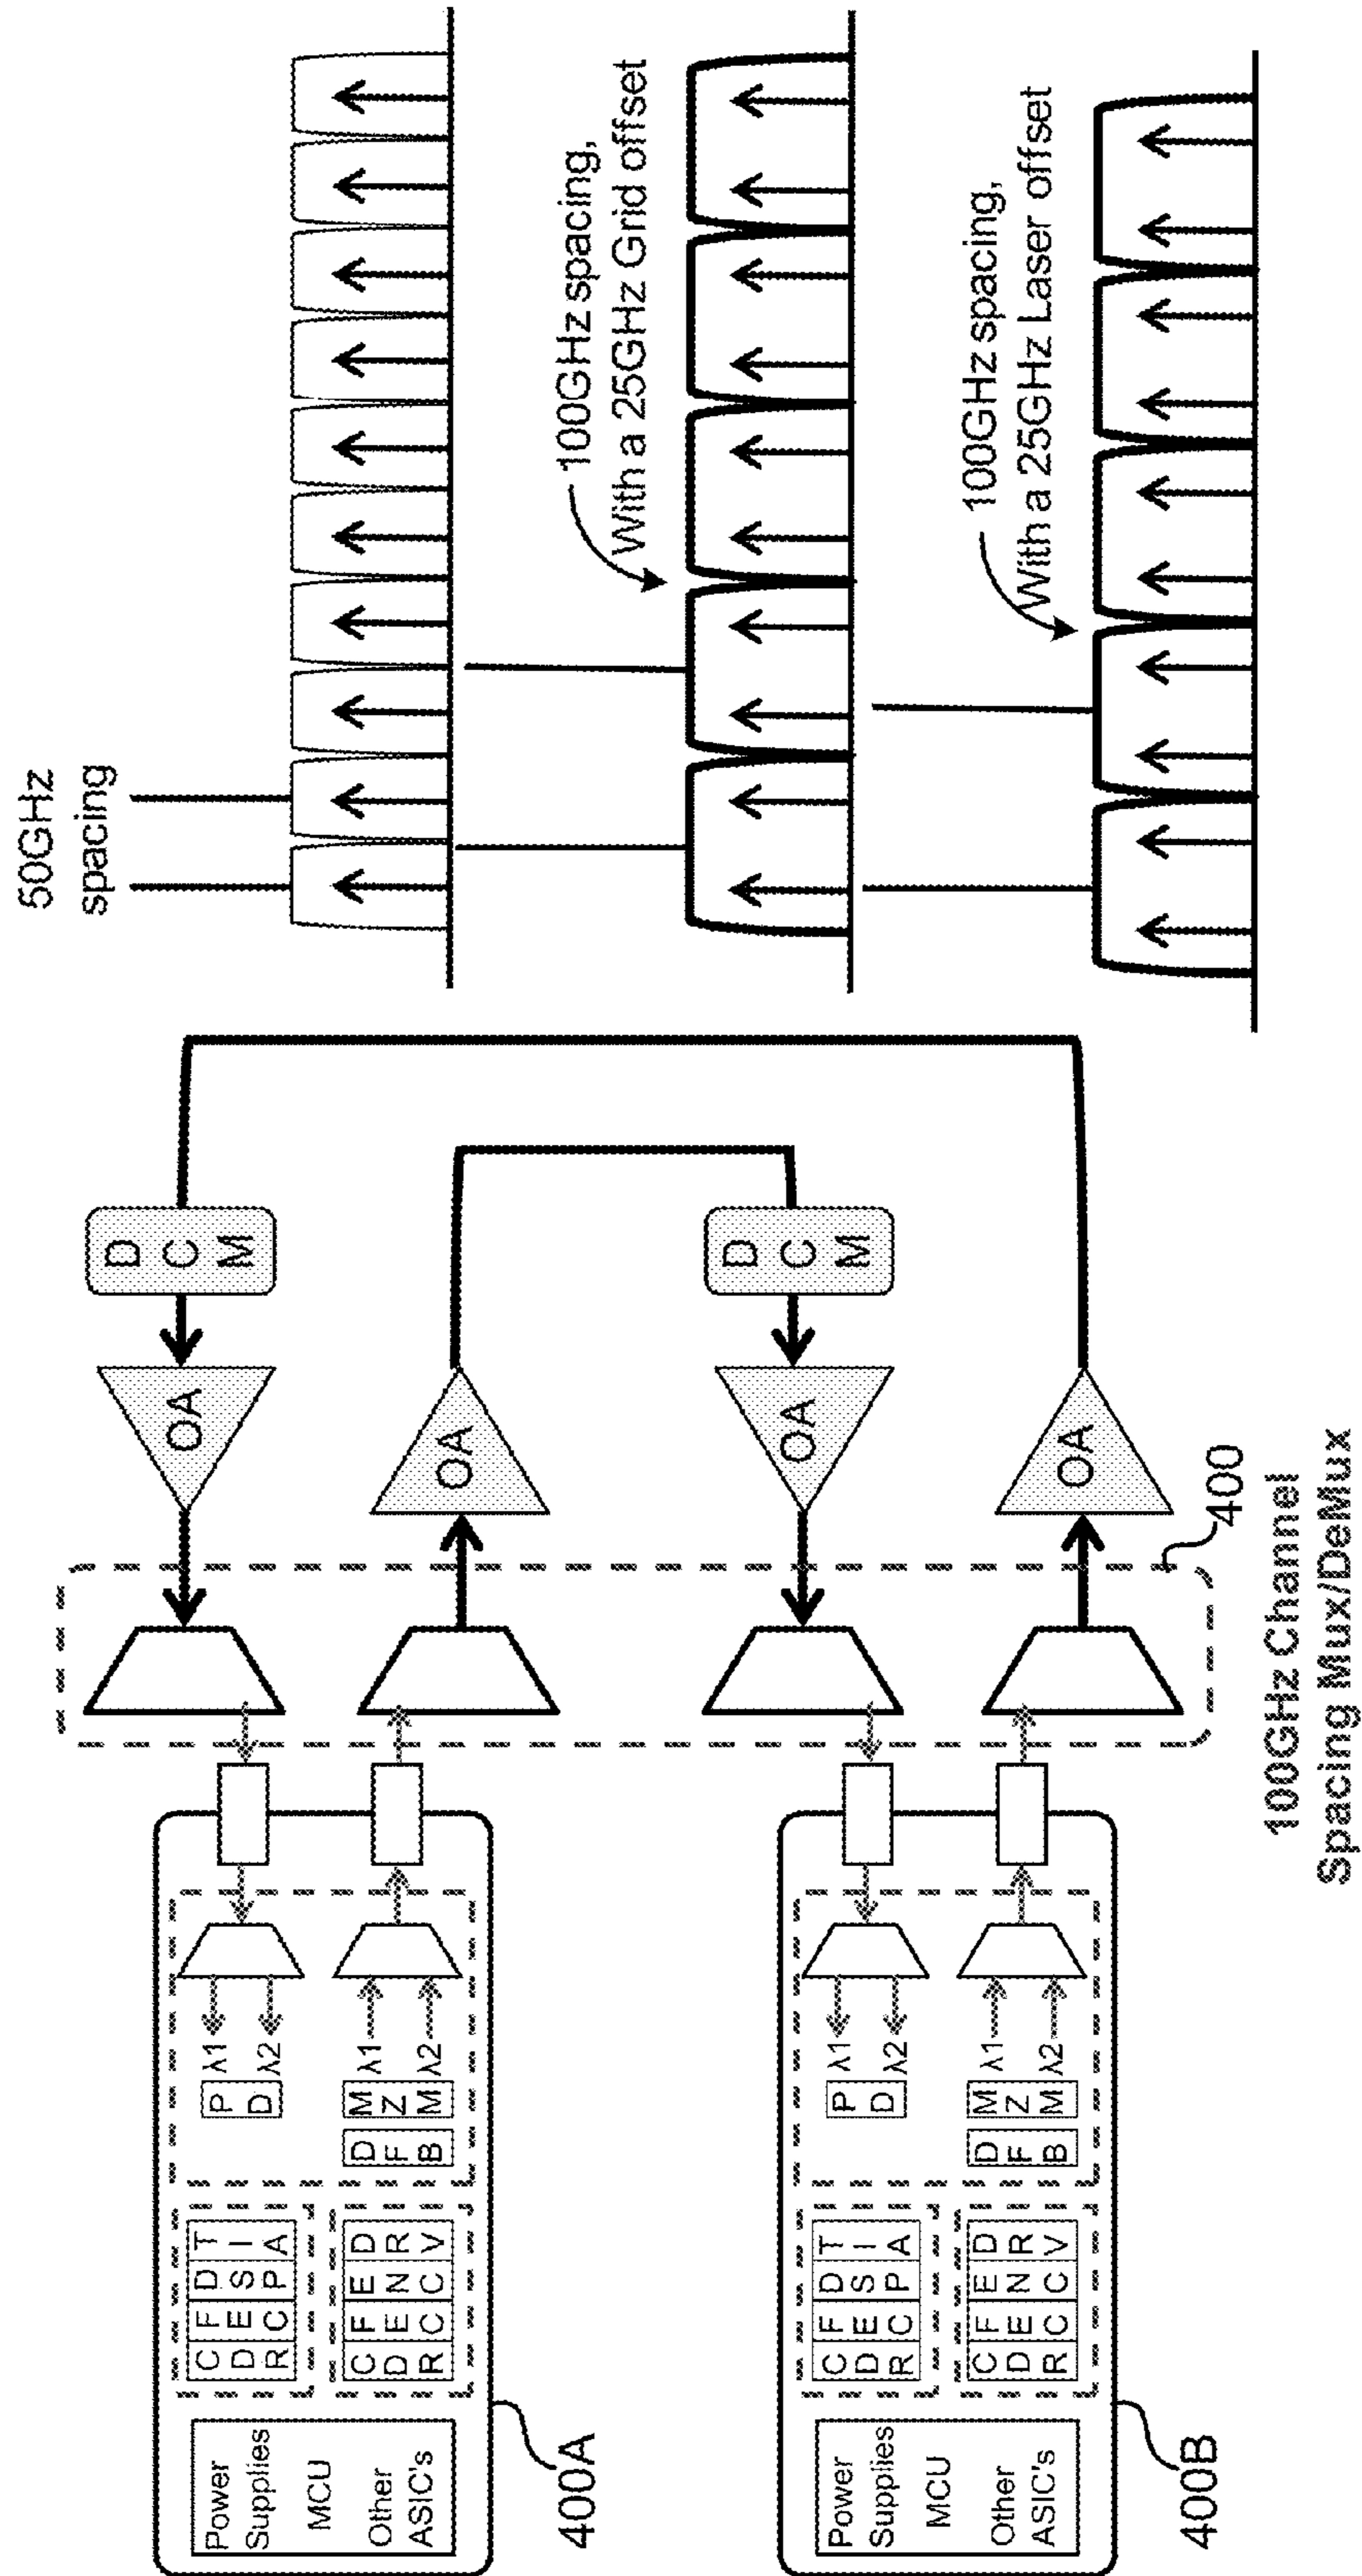 Power
Supplies
MCU
Other
ASIC's
C F D T
D E S I
R C P A
C F E D
D E N R
R C C V
P
D
λ1
λ2
D
F
B
M
Z
M
λ1
λ2
400A
OA
D
C
M
OA
Power
Supplies
MCU
Other
ASIC's
C F D T
D E S I
R C P A
C F E D
D E N R
R C C V
P
D
λ1
λ2
D
F
B
M
Z
M
λ1
λ2
400B
OA
D
C
M
OA
400
100GHz Channel
Spacing Mux/DeMux
50GHz
spacing
100GHz spacing,
With a 25GHz Grid offset
100GHz spacing,
With a 25GHz Laser offset